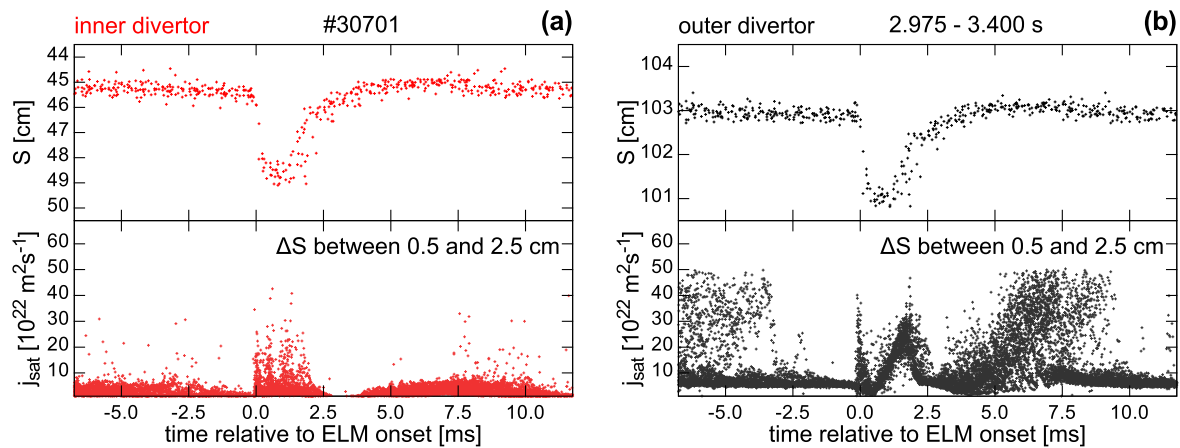 inner divertor #30701 (a)
44
45
46
47
48
49
50
S [cm]
ΔS between 0.5 and 2.5 cm
60
50
40
30
20
10
jsat [10²² m²s⁻¹]
-5.0 -2.5 0.0 2.5 5.0 7.5 10.0
time relative to ELM onset [ms]
outer divertor 2.975 - 3.400 s (b)
104
103
102
101
S [cm]
ΔS between 0.5 and 2.5 cm
60
50
40
30
20
10
jsat [10²² m²s⁻¹]
-5.0 -2.5 0.0 2.5 5.0 7.5 10.0
time relative to ELM onset [ms]